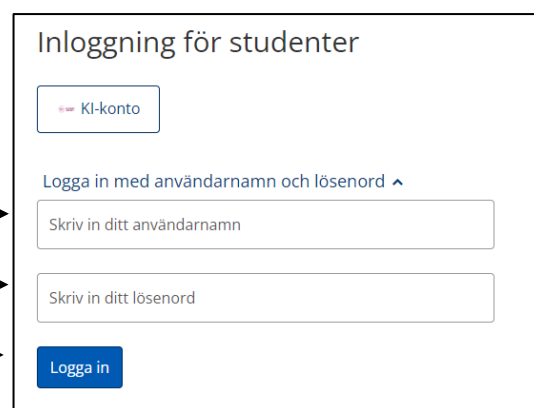 Inloggning för studenter
KI-konto
Logga in med användarnamn och lösenord
Skriv in ditt användarnamn
Skriv in ditt lösenord
Logga in